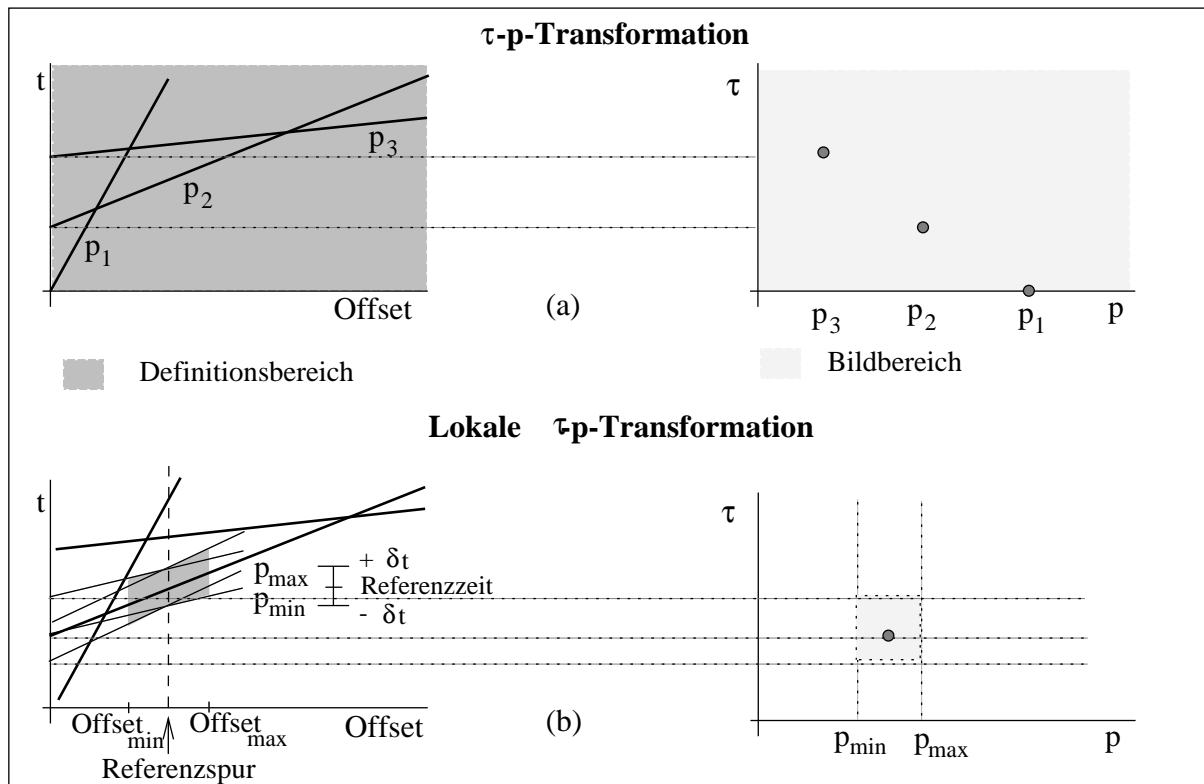 τ-p-Transformation
t
p3
p2
p1
Offset
(a)
τ
p3 p2 p1 p
Definitionsbereich
Bildbereich
Lokale τ-p-Transformation
t
pmax
pmin
+ δt
Referenzzeit
- δt
Offsetmin Offsetmax Offset
Referenzspur
(b)
τ
pmin pmax p